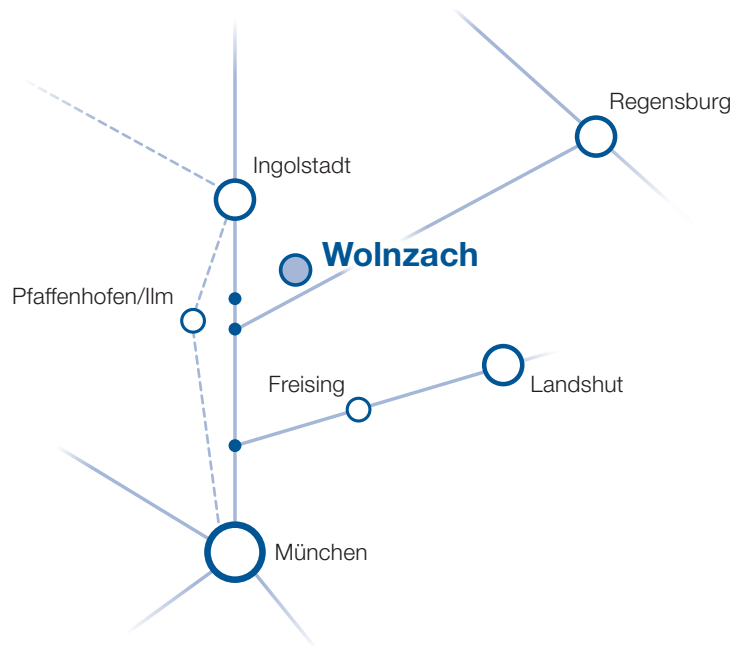 Regensburg
Ingolstadt
Wolnzach
Pfaffenhofen/Ilm
Freising
Landshut
München